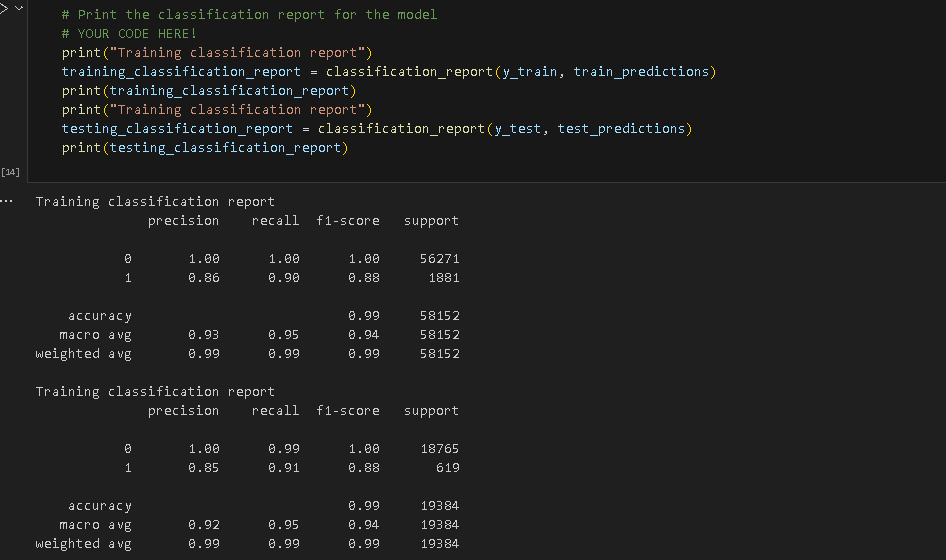 # Print the classification report for the model
# YOUR CODE HERE!
print("Training classification report")
training_classification_report = classification_report(y_train, train_predictions)
print(training_classification_report)
print("Training classification report")
testing_classification_report = classification_report(y_test, test_predictions)
print(testing_classification_report)
[14]
...
Training classification report
precision recall f1-score support
0 1.00 1.00 1.00 56271
1 0.86 0.90 0.88 1881
accuracy 0.99 58152
macro avg 0.93 0.95 0.94 58152
weighted avg 0.99 0.99 0.99 58152
Training classification report
precision recall f1-score support
0 1.00 0.99 1.00 18765
1 0.85 0.91 0.88 619
accuracy 0.99 19384
macro avg 0.92 0.95 0.94 19384
weighted avg 0.99 0.99 0.99 19384